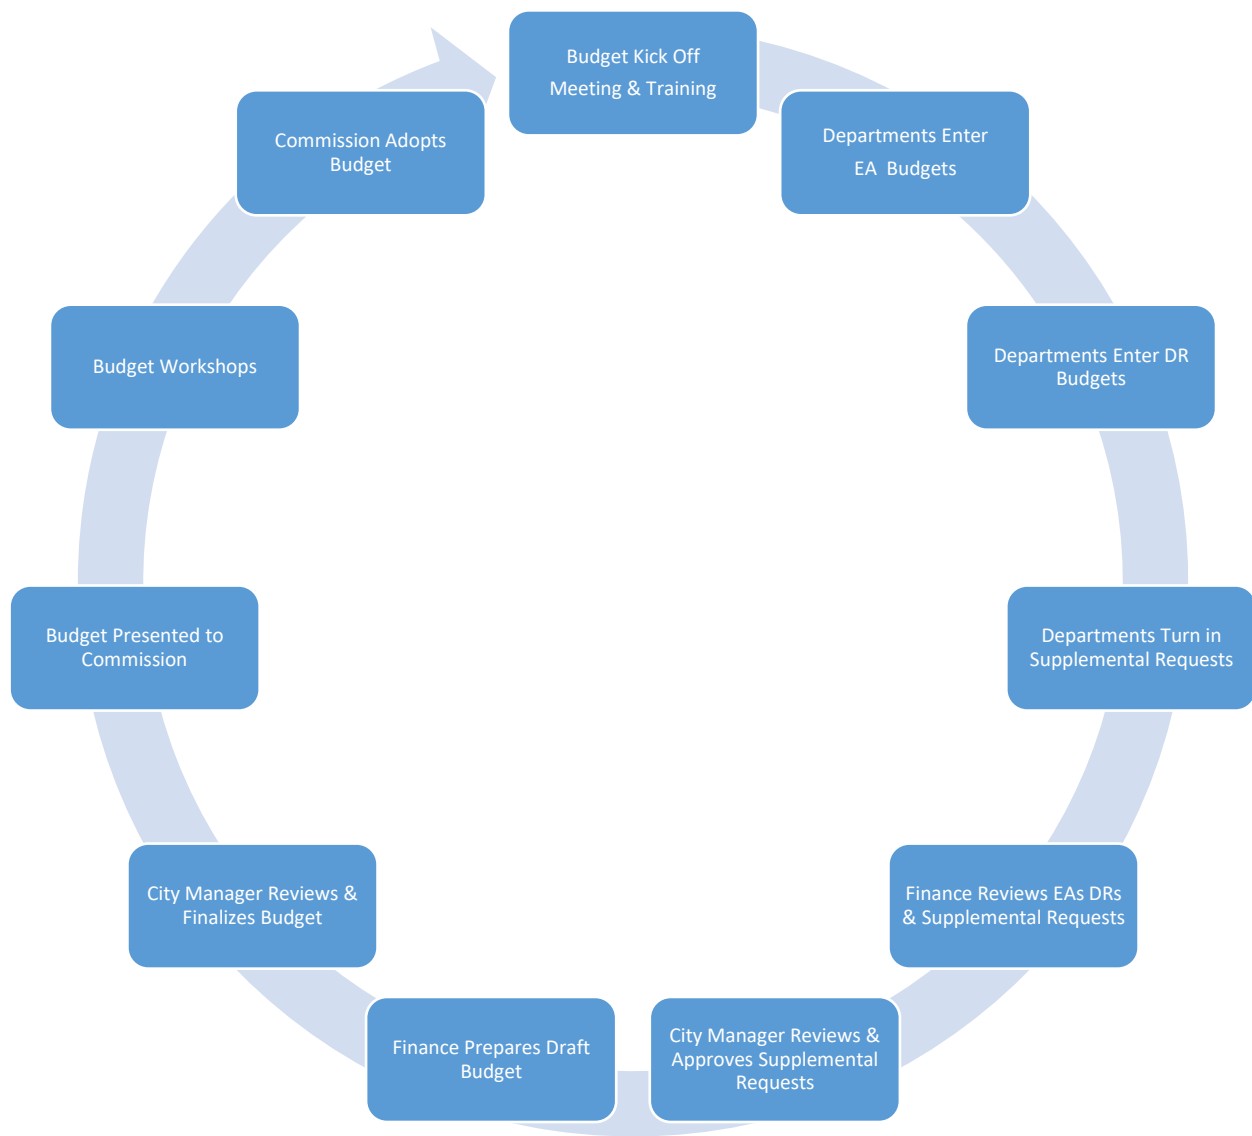 Budget Kick Off
Meeting & Training
Departments Enter
EA  Budgets
Departments Enter DR
Budgets
Departments Turn in
Supplemental Requests
Finance Reviews EAs DRs
& Supplemental Requests
City Manager Reviews &
Approves Supplemental
Requests
Finance Prepares Draft
Budget
City Manager Reviews &
Finalizes Budget
Budget Presented to
Commission
Budget Workshops
Commission Adopts
Budget